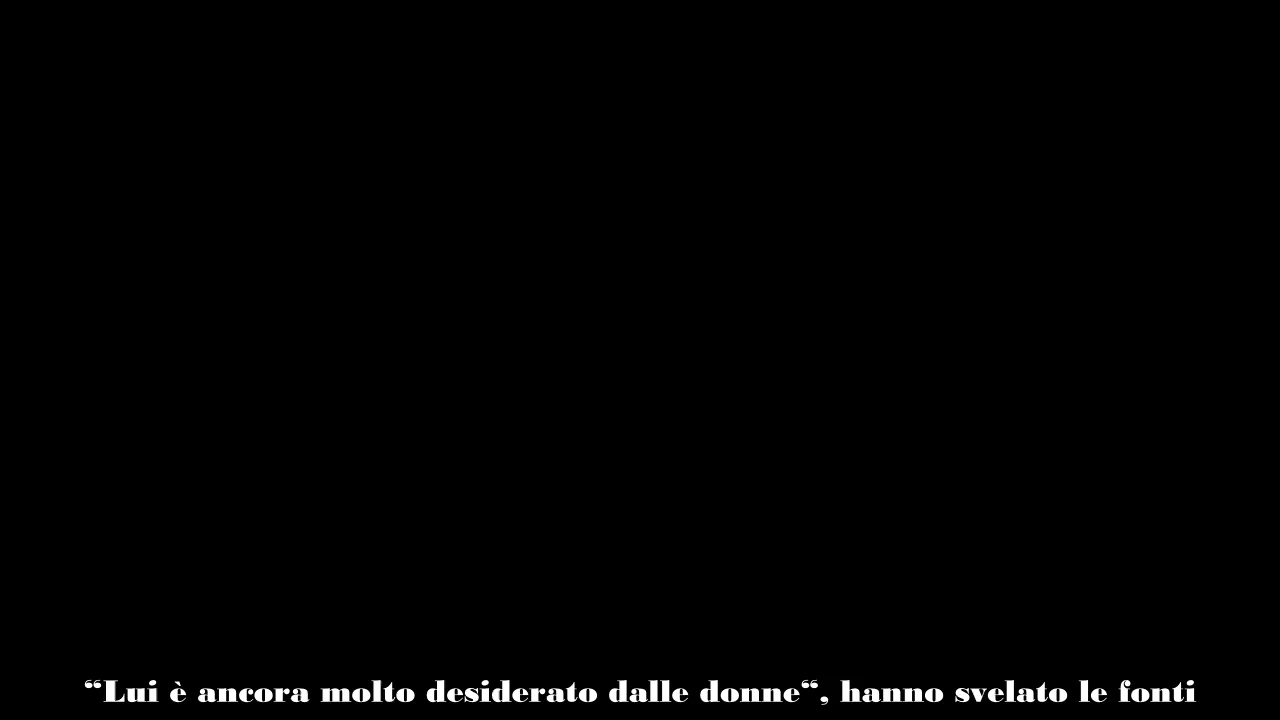 “Lui è ancora molto desiderato dalle donne“, hanno svelato le fonti